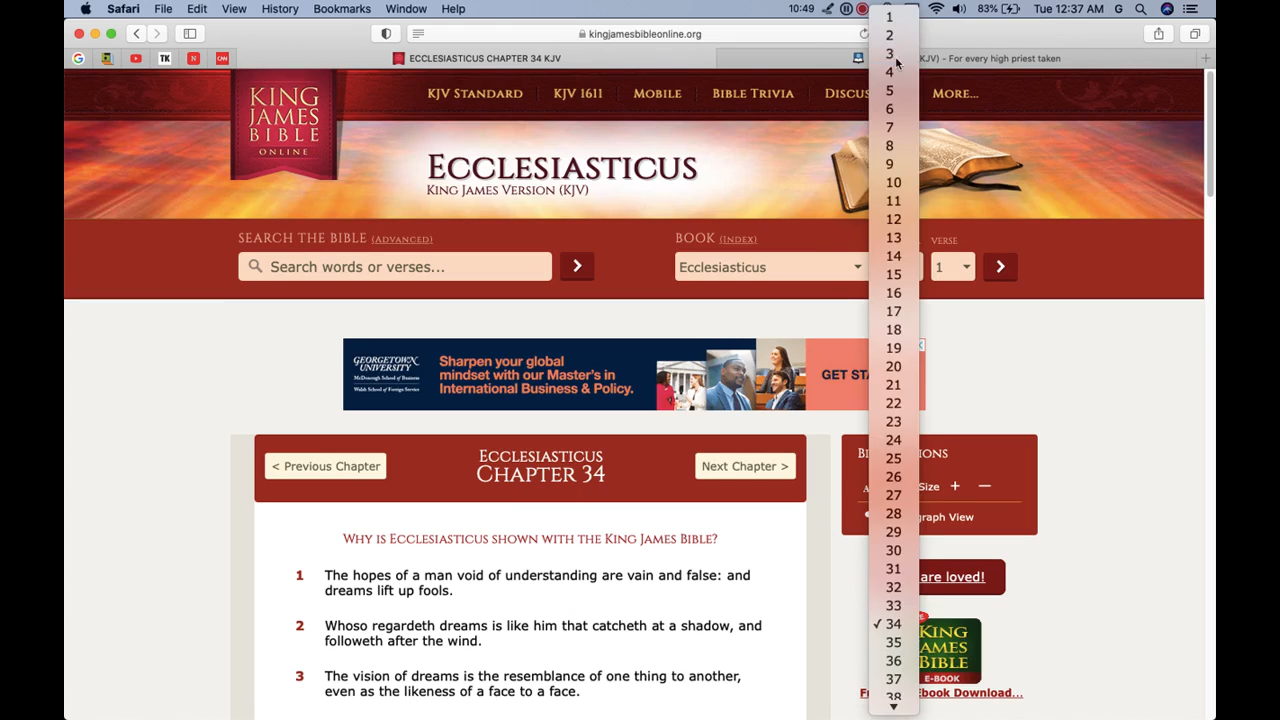 Safari File Edit View History Bookmarks Window Help 10:49 83% Tue 12:37 AM G
kingjamesbibleonline.org
G TK N CNN ECCLESIASTICUS CHAPTER 34 KJV KJV) - For every high priest taken
KING
JAMES
BIBLE
ONLINE
KJV STANDARD KJV 1611 MOBILE BIBLE TRIVIA DISCUS MORE...
ECCLESIASTICUS
KING JAMES VERSION (KJV)
SEARCH THE BIBLE (ADVANCED) BOOK (INDEX) VERSE
Search words or verses... Ecclesiasticus 1
GEORGETOWN
UNIVERSITY
McDonough School of Business
Walsh School of Foreign Service
Sharpen your global
mindset with our Master's in
International Business & Policy.
GET STA
< Previous Chapter
ECCLESIASTICUS
CHAPTER 34
Next Chapter >
WHY IS ECCLESIASTICUS SHOWN WITH THE KING JAMES BIBLE?
1 The hopes of a man void of understanding are vain and false: and
dreams lift up fools.
2 Whoso regardeth dreams is like him that catcheth at a shadow, and
followeth after the wind.
3 The vision of dreams is the resemblance of one thing to another,
even as the likeness of a face to a face.
1
2
3
4
5
6
7
8
9
10
11
12
13
14
15
16
17
18
19
20
21
22
23
24
25
26
27
28
29
30
31
32
33
✓ 34
35
36
37
38
BI IONS
A Size + —
graph View
are loved!
KING
JAMES
BIBLE
E-BOOK
F Ebook Download...